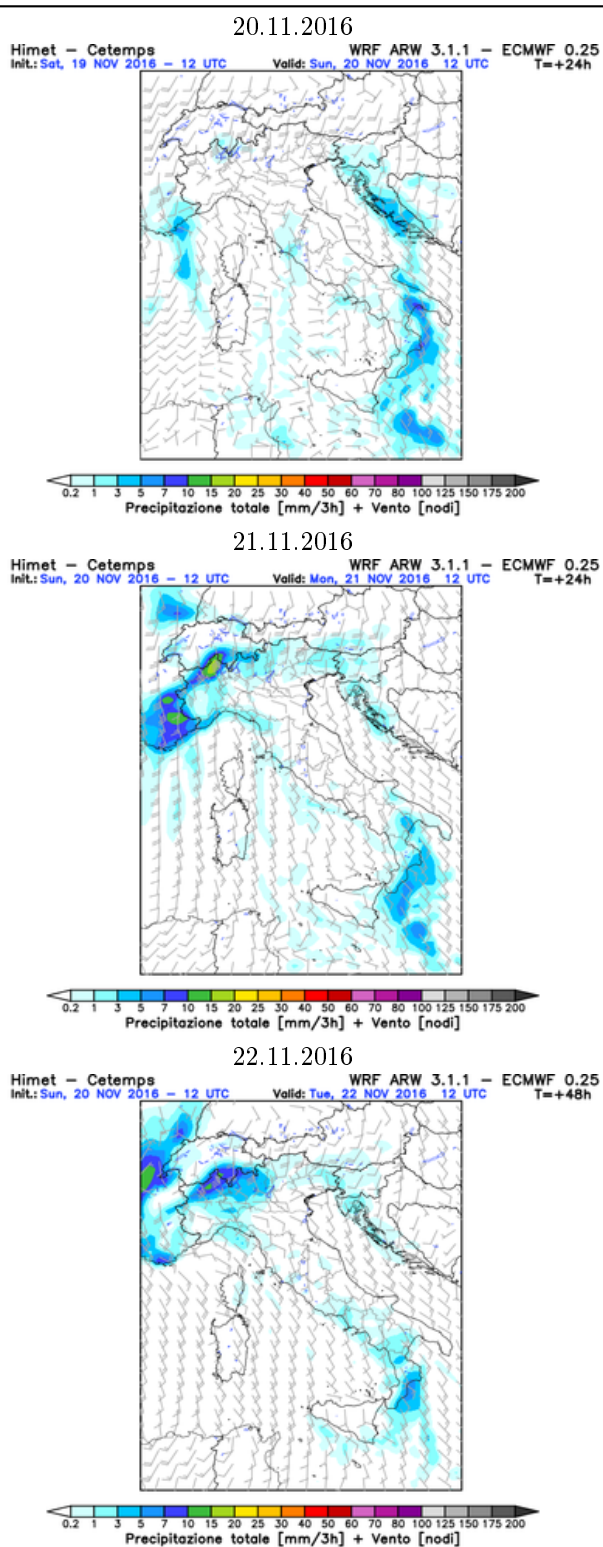 20.11.2016
Himet – Cetemps WRF ARW 3.1.1 – ECMWF 0.25
Init.: Sat, 19 NOV 2016 – 12 UTC Valid: Sun, 20 NOV 2016 12 UTC T=+24h
0.2 1 3 5 7 10 15 20 25 30 40 50 60 70 80 100 125 150 175 200
Precipitazione totale [mm/3h] + Vento [nodi]
21.11.2016
Himet – Cetemps WRF ARW 3.1.1 – ECMWF 0.25
Init.: Sun, 20 NOV 2016 – 12 UTC Valid: Mon, 21 NOV 2016 12 UTC T=+24h
0.2 1 3 5 7 10 15 20 25 30 40 50 60 70 80 100 125 150 175 200
Precipitazione totale [mm/3h] + Vento [nodi]
22.11.2016
Himet – Cetemps WRF ARW 3.1.1 – ECMWF 0.25
Init.: Sun, 20 NOV 2016 – 12 UTC Valid: Tue, 22 NOV 2016 12 UTC T=+48h
0.2 1 3 5 7 10 15 20 25 30 40 50 60 70 80 100 125 150 175 200
Precipitazione totale [mm/3h] + Vento [nodi]